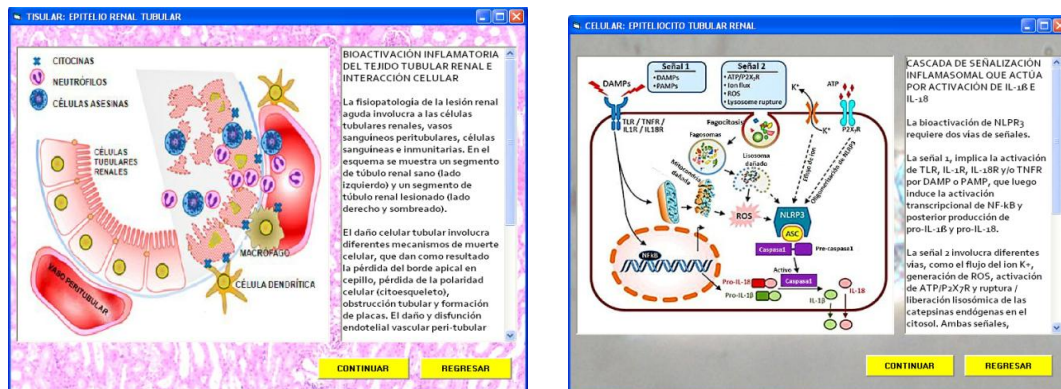 TISULAR: EPITELIO RENAL TUBULAR
CITOCINAS
NEUTRÓFILOS
CÉLULAS ASESINAS
CÉLULAS
TUBULARES
RENALES
VASO PERITUBULAR
MACRÓFAGO
CÉLULA DENDRÍTICA
BIOACTIVACIÓN INFLAMATORIA
DEL TEJIDO TUBULAR RENAL E
INTERACCIÓN CELULAR
La fisiopatología de la lesión renal
aguda involucra a las células
tubulares renales, vasos
sanguíneos peritubulares, células
sanguíneas e inmunitarias. En el
esquema se muestra un segmento
de túbulo renal sano (lado
izquierdo) y un segmento de
túbulo renal lesionado (lado
derecho y sombreado).
El daño celular tubular involucra
diferentes mecanismos de muerte
celular, que dan como resultado
la pérdida del borde apical en
cepillo, pérdida de la polaridad
celular (citoesqueleto),
obstrucción tubular y formación
de placas. El daño y disfunción
endotelial vascular peri-tubular
CONTINUAR
REGRESAR
CELULAR: EPITELIOCITO TUBULAR RENAL
DAMPs
Señal 1
• DAMPs
• PAMPs
Señal 2
• ATP/P2X7R
• Ion flux
• ROS
• Lysosome rupture
K+
ATP
TLR / TNFR /
IL1R / IL18R
Fagocitosis
P2X7R
K+
Fagosomas
Lisosoma
dañado
Mitocondria
dañada
Eflujo de ion
Oligomerización de NLRP3
ROS
NLRP3
ASC
Caspasa1
Pre-caspasa1
NFkB
Activo
Caspasa1
Pro-IL-18
Pro-IL-1β
IL-1β
IL-18
CASCADA DE SEÑALIZACIÓN
INFLAMASOMAL QUE ACTÚA
POR ACTIVACIÓN DE IL-1ß E
IL-18
La bioactivación de NLPR3
requiere dos vías de señales.
La señal 1, implica la activación
de TLR, IL-1R, IL-18R y/o TNFR
por DAMP o PAMP, que luego
induce la activación
transcripcional de NF-kB y
posterior producción de
pro-IL-1ß y pro-IL-18.
La señal 2 involucra diferentes
vías, como el flujo del ion K+,
generación de ROS, activación
de ATP/P2X7R y ruptura /
liberación lisosómica de las
catepsinas endógenas en el
citosol. Ambas señales,
CONTINUAR
REGRESAR